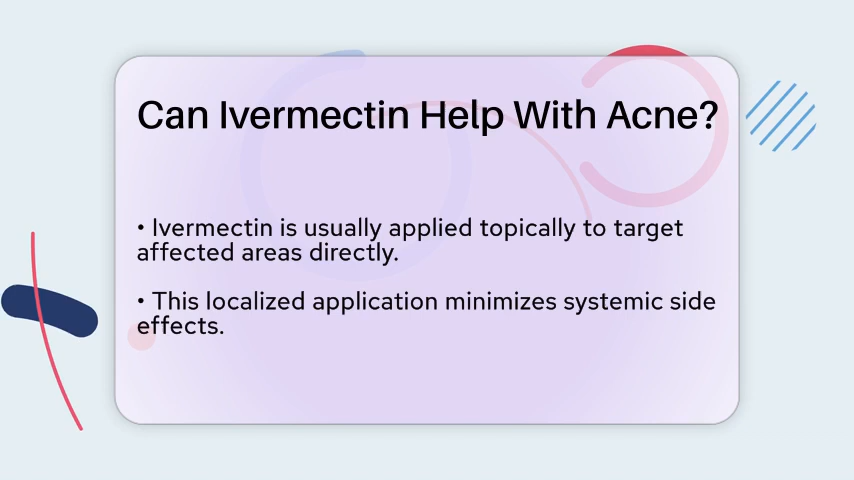 Can Ivermectin Help With Acne?
• Ivermectin is usually applied topically to target
affected areas directly.
• This localized application minimizes systemic side
effects.